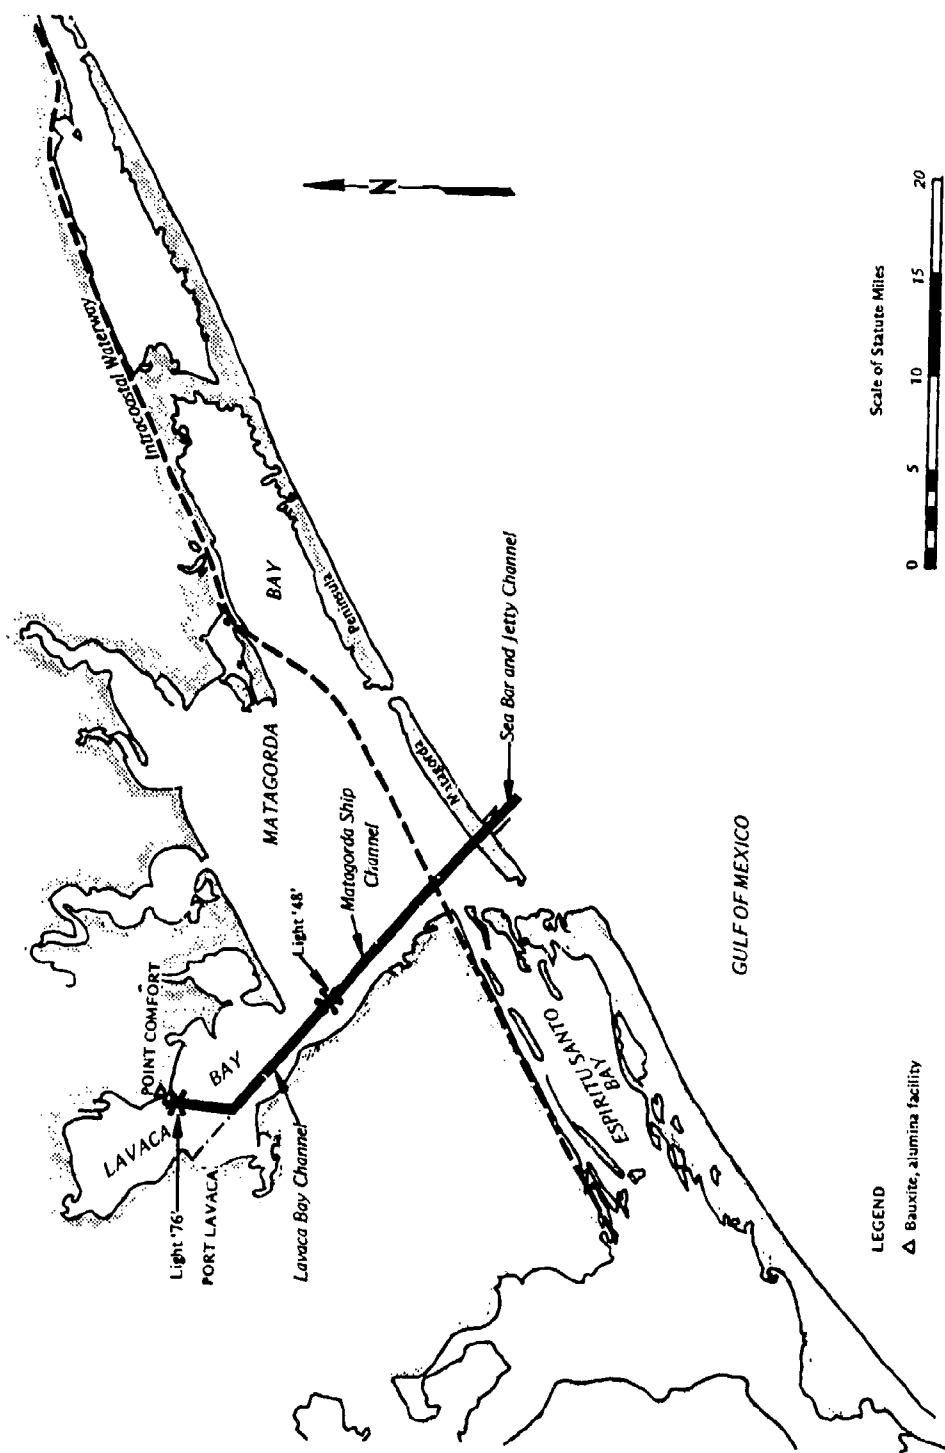 Intracoastal Waterway
N
BAY
Peninsula
MATAGORDA
Matagorda
Sea Bar and Jetty Channel
Matagorda Ship
Channel
Light '48'
POINT COMFORT
BAY
LAVACA
Light '76'
PORT LAVACA
Lavaca Bay Channel
ESPIRITU SANTO
BAY
GULF OF MEXICO
Scale of Statute Miles
0 5 10 15 20
LEGEND
Δ Bauxite, alumina facility